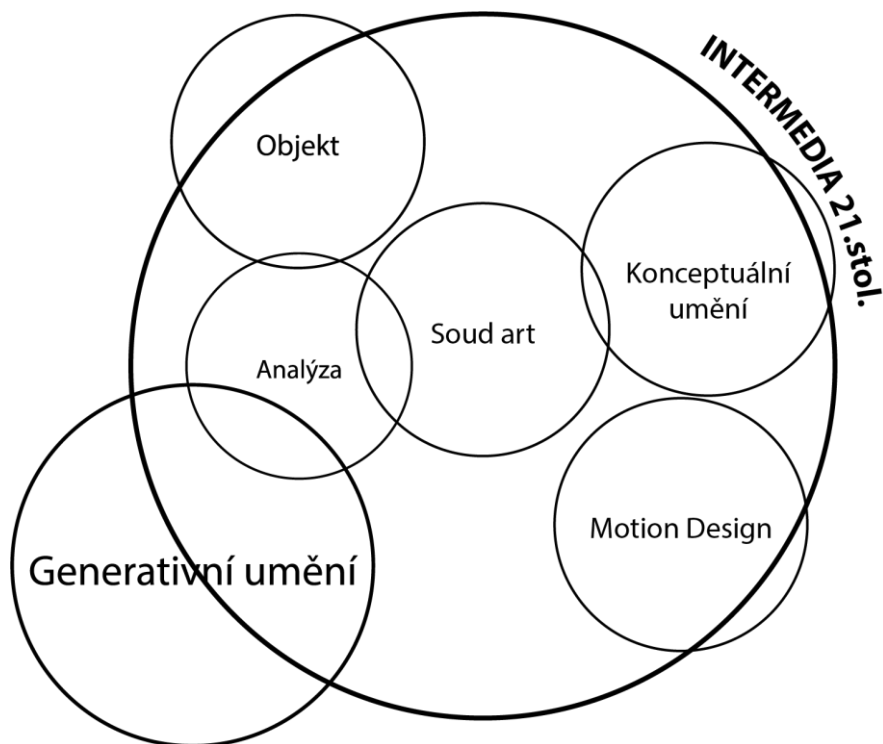 INTERMEDIA 21.stol.
Objekt
Konceptuální
umění
Soud art
Analýza
Motion Design
Generativní umění